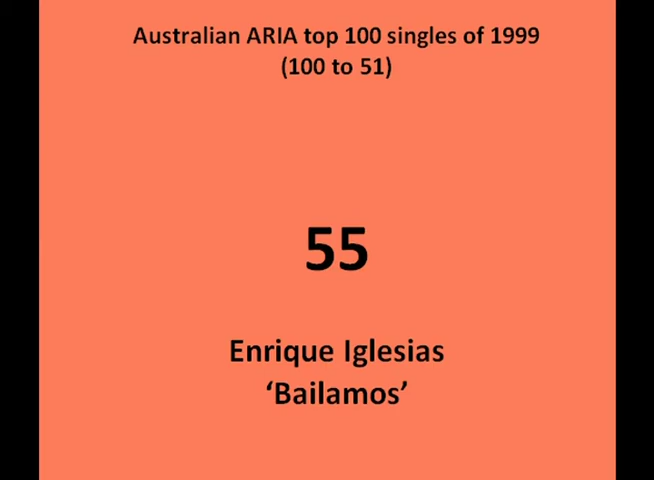 Australian ARIA top 100 singles of 1999
(100 to 51)
55
Enrique Iglesias
‘Bailamos’